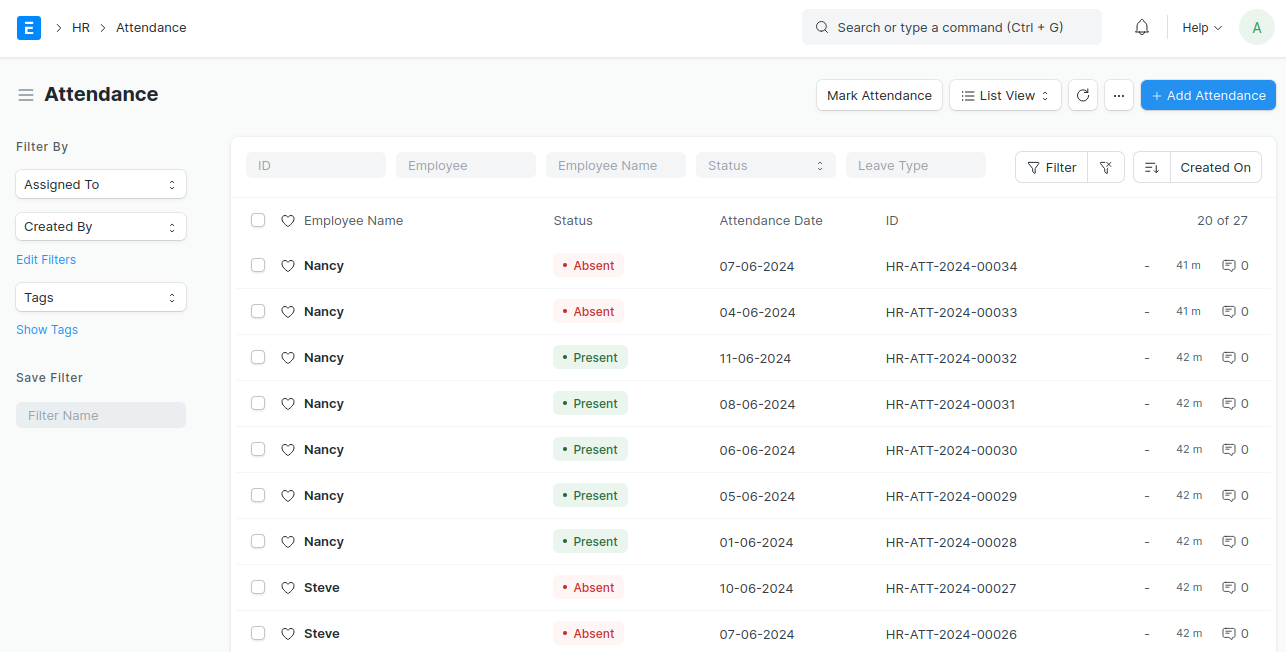 E HR Attendance Search or type a command (Ctrl + G) Help A
Attendance Mark Attendance List View ... + Add Attendance
Filter By
Assigned To
Created By
Edit Filters
Tags
Show Tags
Save Filter
Filter Name
ID Employee Employee Name Status Leave Type Filter Created On
Employee Name Status Attendance Date ID 20 of 27
Nancy • Absent 07-06-2024 HR-ATT-2024-00034 - 41 m 0
Nancy • Absent 04-06-2024 HR-ATT-2024-00033 - 41 m 0
Nancy • Present 11-06-2024 HR-ATT-2024-00032 - 42 m 0
Nancy • Present 08-06-2024 HR-ATT-2024-00031 - 42 m 0
Nancy • Present 06-06-2024 HR-ATT-2024-00030 - 42 m 0
Nancy • Present 05-06-2024 HR-ATT-2024-00029 - 42 m 0
Nancy • Present 01-06-2024 HR-ATT-2024-00028 - 42 m 0
Steve • Absent 10-06-2024 HR-ATT-2024-00027 - 42 m 0
Steve • Absent 07-06-2024 HR-ATT-2024-00026 - 42 m 0